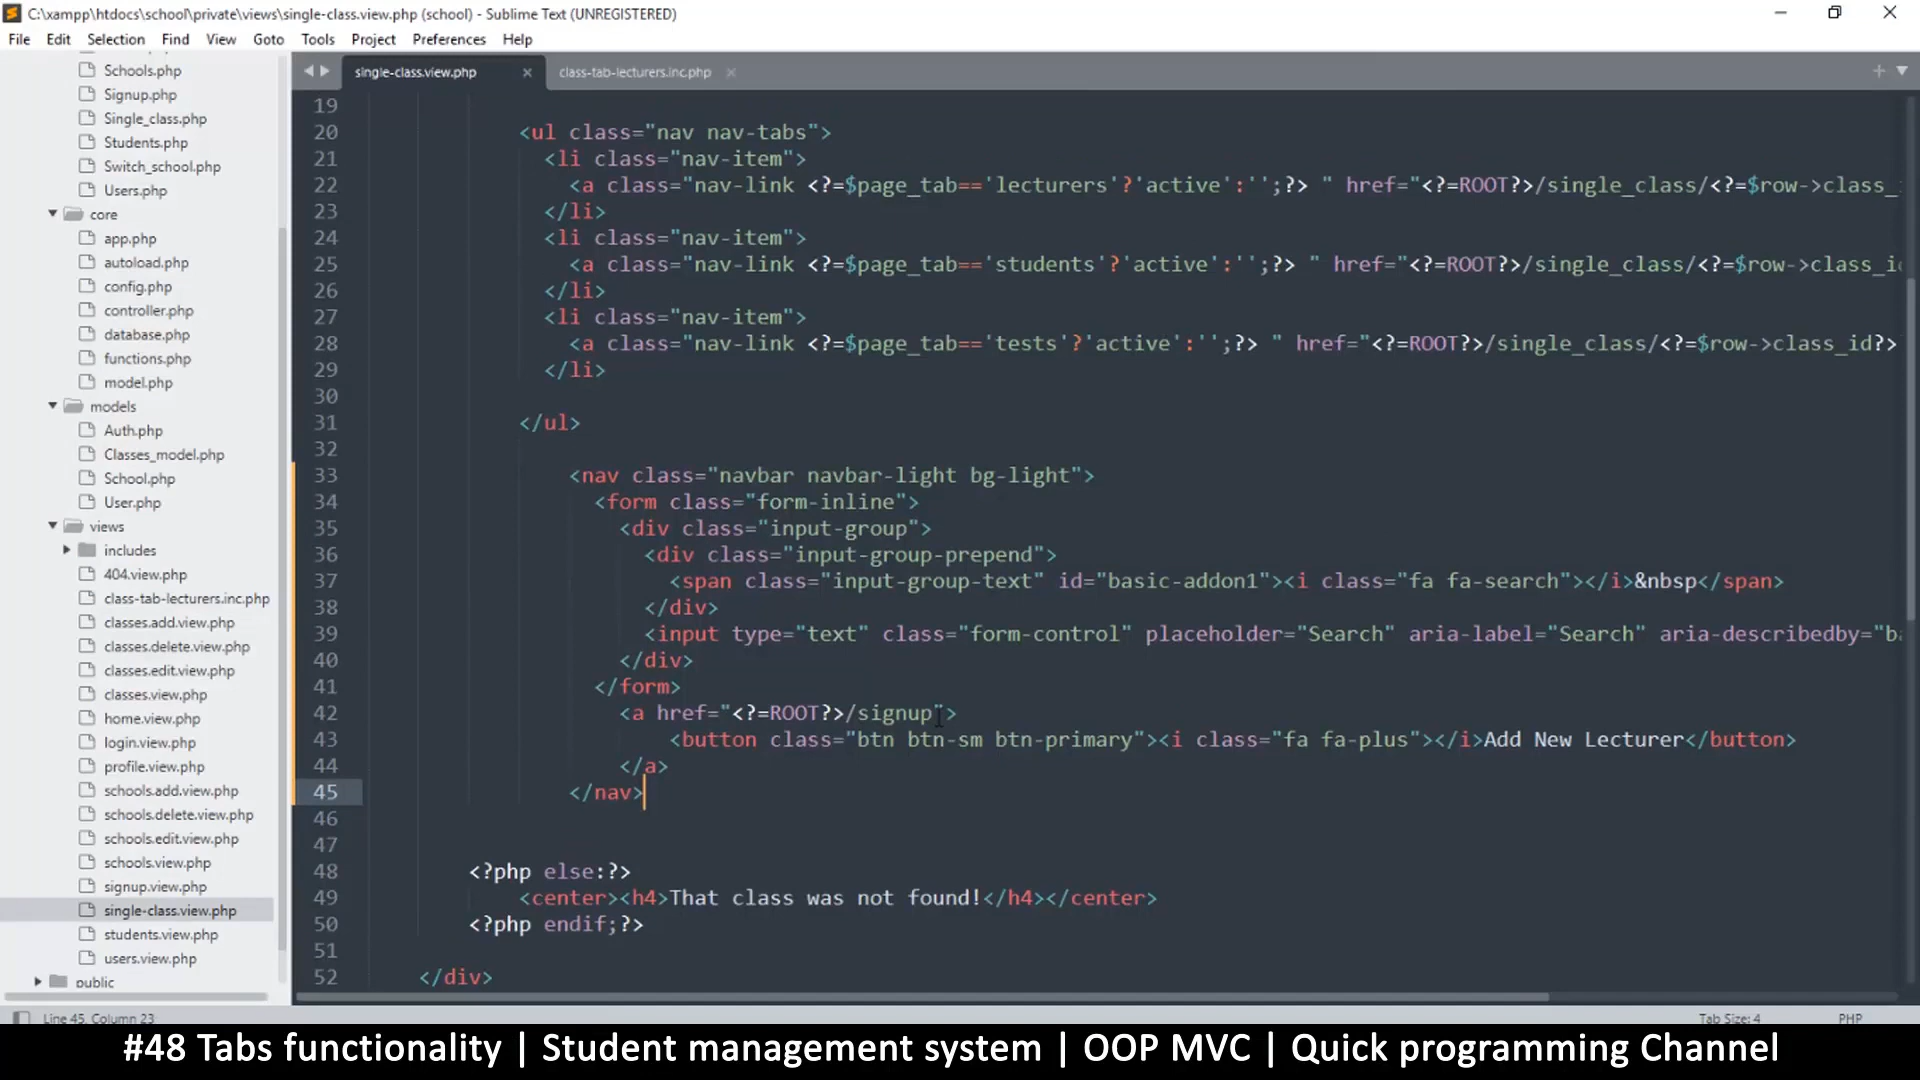 C:\xampp\htdocs\school\private\views\single-class.view.php (school) - Sublime Text (UNREGISTERED)
File Edit Selection Find View Goto Tools Project Preferences Help
Schools.php
Signup.php
Single_class.php
Students.php
Switch_school.php
Users.php
core
app.php
autoload.php
config.php
controller.php
database.php
functions.php
model.php
models
Auth.php
Classes_model.php
School.php
User.php
views
includes
404.view.php
class-tab-lecturers.inc.php
classes.add.view.php
classes.delete.view.php
classes.edit.view.php
classes.view.php
home.view.php
login.view.php
profile.view.php
schools.add.view.php
schools.delete.view.php
schools.edit.view.php
schools.view.php
signup.view.php
single-class.view.php
students.view.php
users.view.php
public
single-class.view.php × class-tab-lecturers.inc.php ×
19
20 <ul class="nav nav-tabs">
21 <li class="nav-item">
22 <a class="nav-link <?=$page_tab=='lecturers'?'active':'';?> " href="<?=ROOT?>/single_class/<?=$row->class_
23 </li>
24 <li class="nav-item">
25 <a class="nav-link <?=$page_tab=='students'?'active':'';?> " href="<?=ROOT?>/single_class/<?=$row->class_i
26 </li>
27 <li class="nav-item">
28 <a class="nav-link <?=$page_tab=='tests'?'active':'';?> " href="<?=ROOT?>/single_class/<?=$row->class_id?>
29 </li>
30
31 </ul>
32
33 <nav class="navbar navbar-light bg-light">
34 <form class="form-inline">
35 <div class="input-group">
36 <div class="input-group-prepend">
37 <span class="input-group-text" id="basic-addon1"><i class="fa fa-search"></i>&nbsp</span>
38 </div>
39 <input type="text" class="form-control" placeholder="Search" aria-label="Search" aria-describedby="ba
40 </div>
41 </form>
42 <a href="<?=ROOT?>/signup">
43 <button class="btn btn-sm btn-primary"><i class="fa fa-plus"></i>Add New Lecturer</button>
44 </a>
45 </nav>
46
47
48 <?php else:?>
49 <center><h4>That class was not found!</h4></center>
50 <?php endif;?>
51
52 </div>
Line 45, Column 23 Tab Size: 4 PHP
#48 Tabs functionality | Student management system | OOP MVC | Quick programming Channel